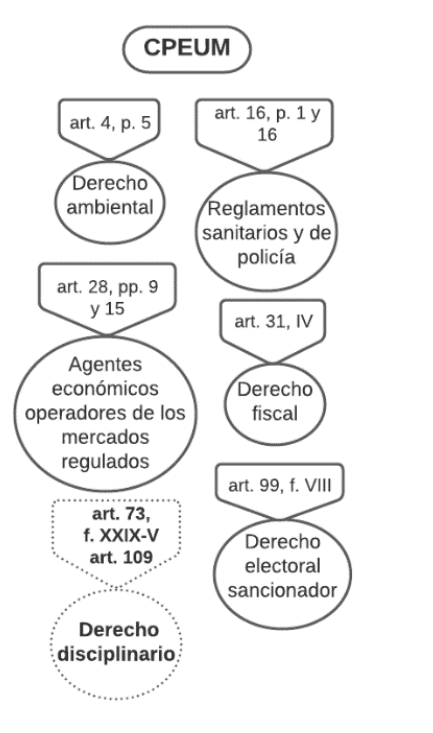 CPEUM
art. 4, p. 5
Derecho
ambiental
art. 16, p. 1 y
16
Reglamentos
sanitarios y de
policía
art. 28, pp. 9
y 15
Agentes
económicos
operadores de los
mercados
regulados
art. 31, IV
Derecho
fiscal
art. 73,
f. XXIX-V
art. 109
Derecho
disciplinario
art. 99, f. VIII
Derecho
electoral
sancionador